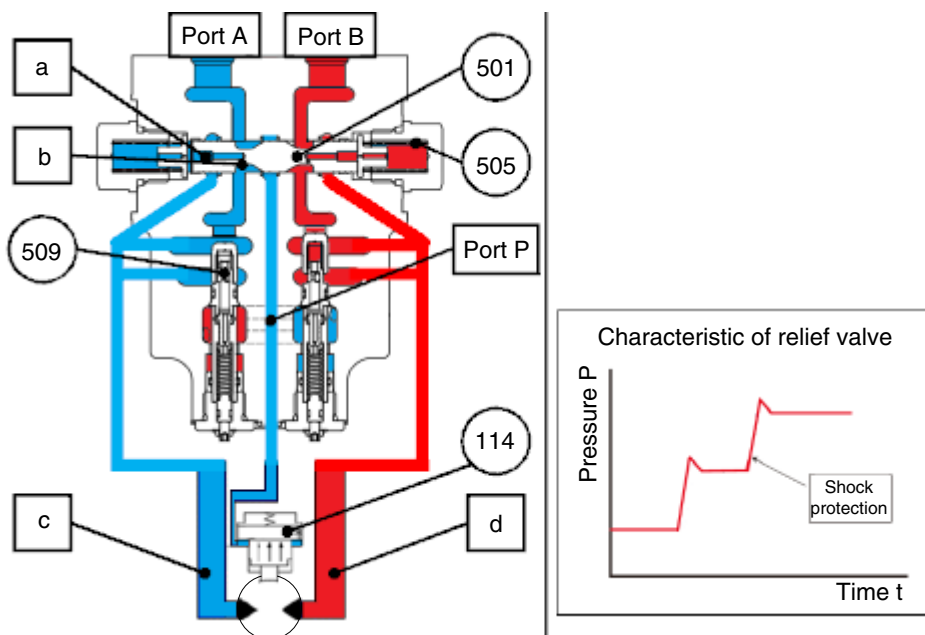 Port A
Port B
a
501
b
505
509
Port P
114
c
d
Characteristic of relief valve
Pressure P
Shock
protection
Time t